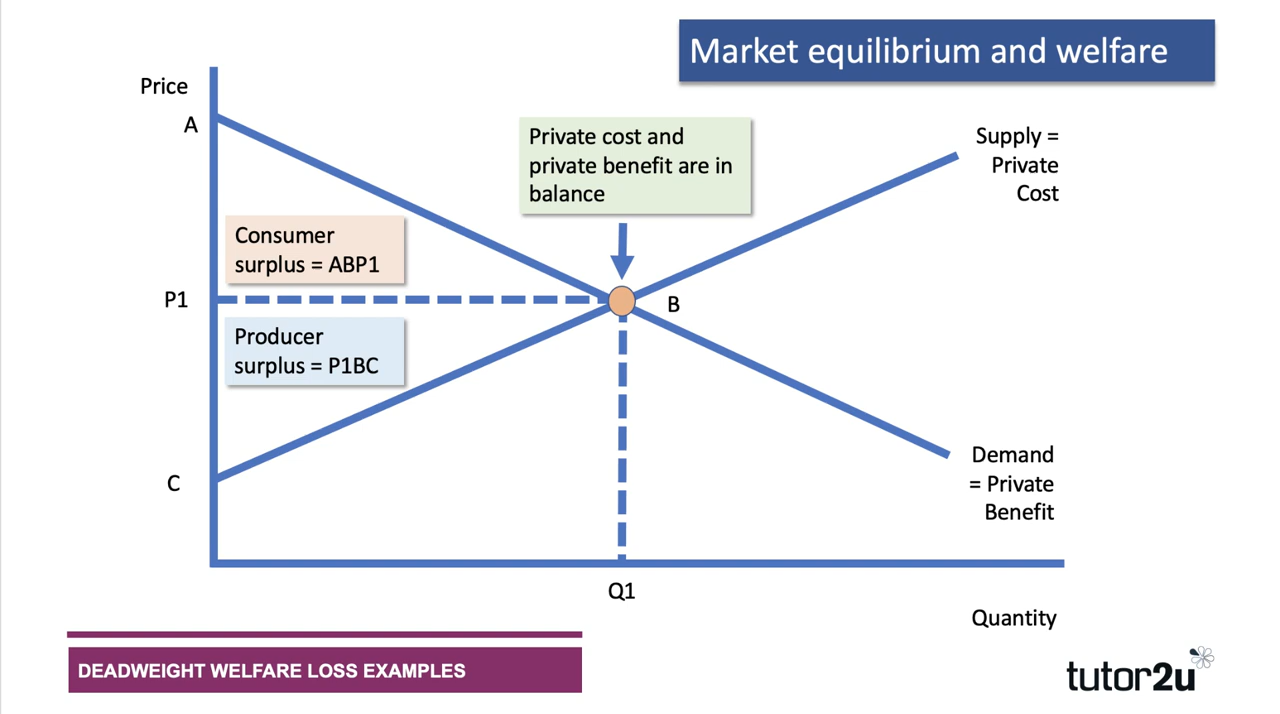 Market equilibrium and welfare
Price
A
Private cost and
private benefit are in
balance
Supply =
Private
Cost
Consumer
surplus = ABP1
P1
B
Producer
surplus = P1BC
C
Demand
= Private
Benefit
Q1
Quantity
DEADWEIGHT WELFARE LOSS EXAMPLES
tutor2u